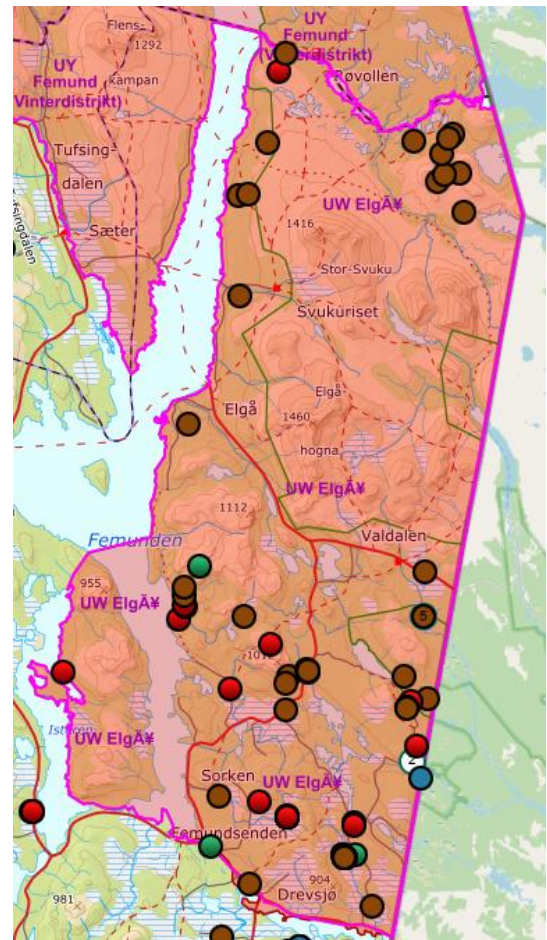 Flens-
1292
kampan
UY
Femund
Vinterdistrikt)
UY
Femund
(Vinterdistrikt)
Røvollen
Tufsing-
dalen
Sæter
UW ElgÃ¥
1416
Stor-Svuku
Svukuriset
Elgå
Elgå-
1460
hogna
UW ElgÃ¥
1112
Valdalen
Femunden
955
UW ElgÃ¥
5
2
Sorken
UW ElgÃ¥
Femundsenden
904
Drevsjø
981